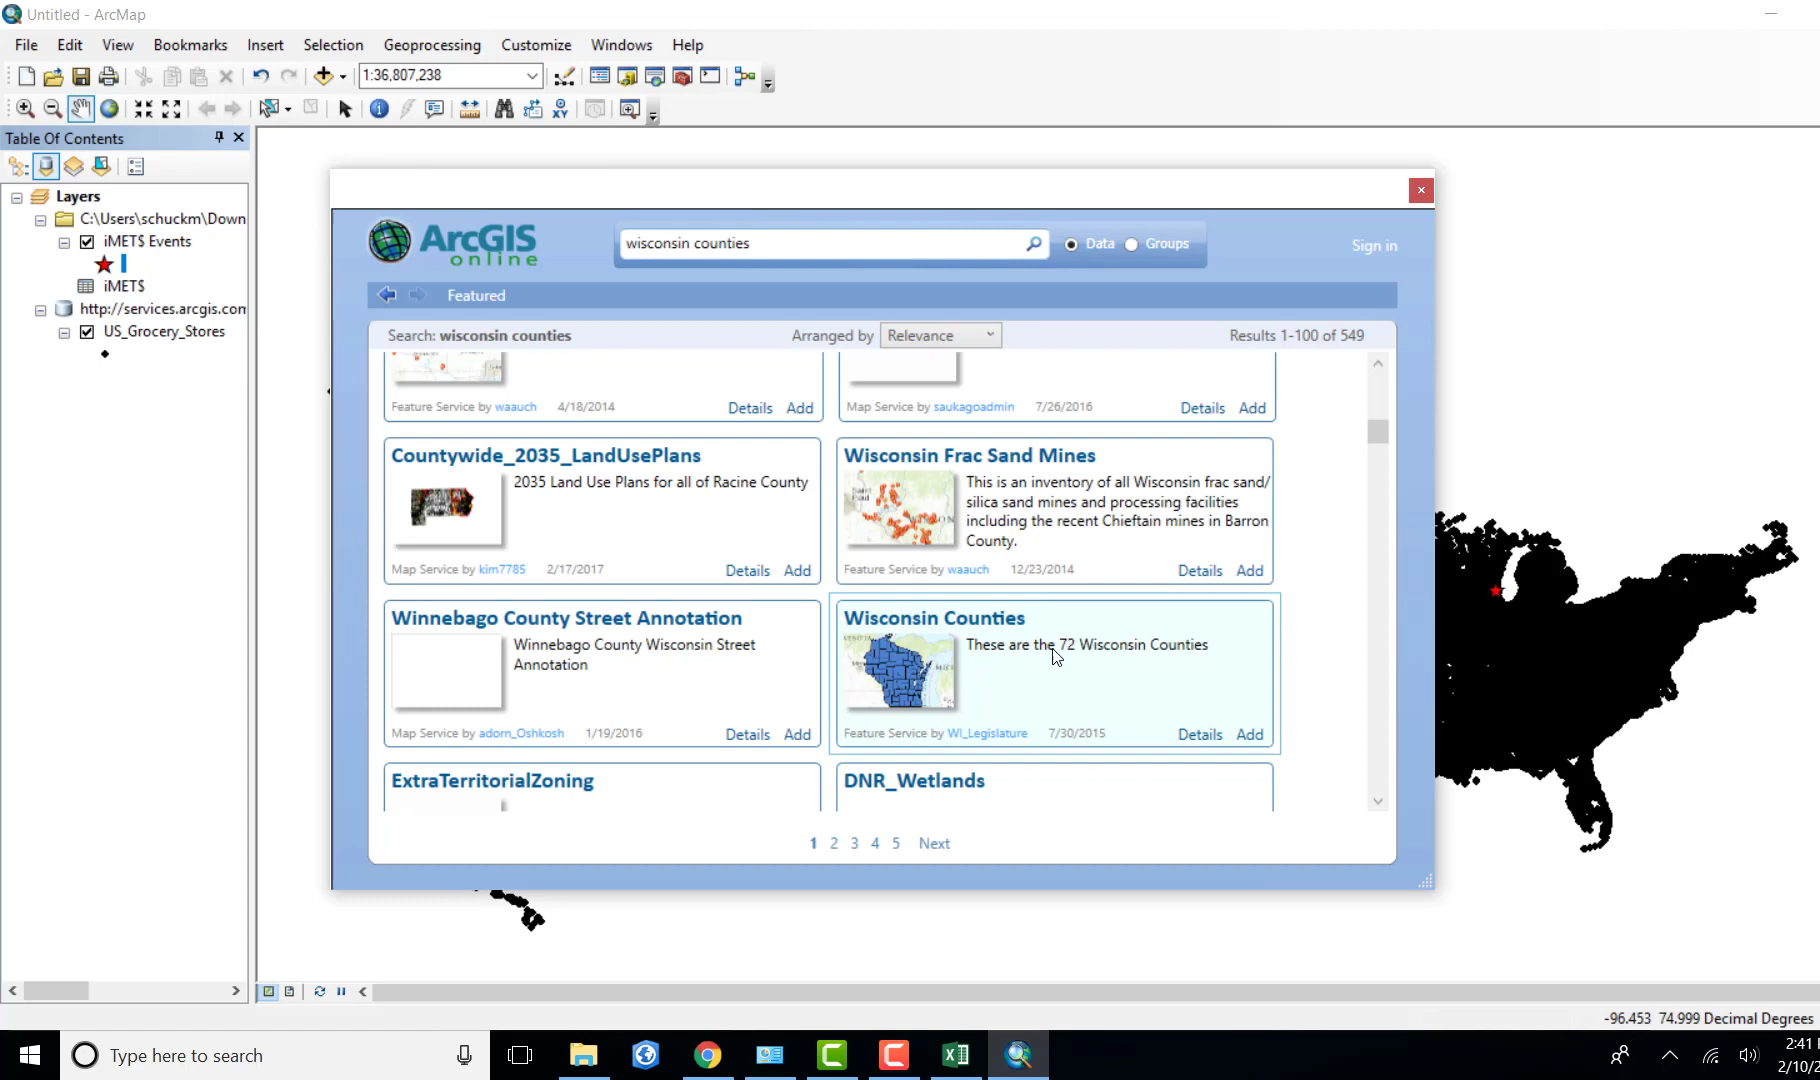 Untitled - ArcMap
File Edit View Bookmarks Insert Selection Geoprocessing Customize Windows Help
1:36,807,238
Table Of Contents
Layers
C:\Users\schuckm\Down
iMET$ Events
iMET$
http://services.arcgis.com
US_Grocery_Stores
ArcGIS
online
wisconsin counties
Data Groups
Sign in
Featured
Search: wisconsin counties
Arranged by Relevance
Results 1-100 of 549
Feature Service by waauch 4/18/2014 Details Add
Map Service by saukagoadmin 7/26/2016 Details Add
Countywide_2035_LandUsePlans
2035 Land Use Plans for all of Racine County
Map Service by kim7785 2/17/2017 Details Add
Wisconsin Frac Sand Mines
This is an inventory of all Wisconsin frac sand/
silica sand mines and processing facilities
including the recent Chieftain mines in Barron
County.
Feature Service by waauch 12/23/2014 Details Add
Winnebago County Street Annotation
Winnebago County Wisconsin Street
Annotation
Map Service by adorn_Oshkosh 1/19/2016 Details Add
Wisconsin Counties
These are the 72 Wisconsin Counties
Feature Service by WI_Legislature 7/30/2015 Details Add
ExtraTerritorialZoning
DNR_Wetlands
1 2 3 4 5 Next
-96.453 74.999 Decimal Degrees
Type here to search
2:41
2/10/2